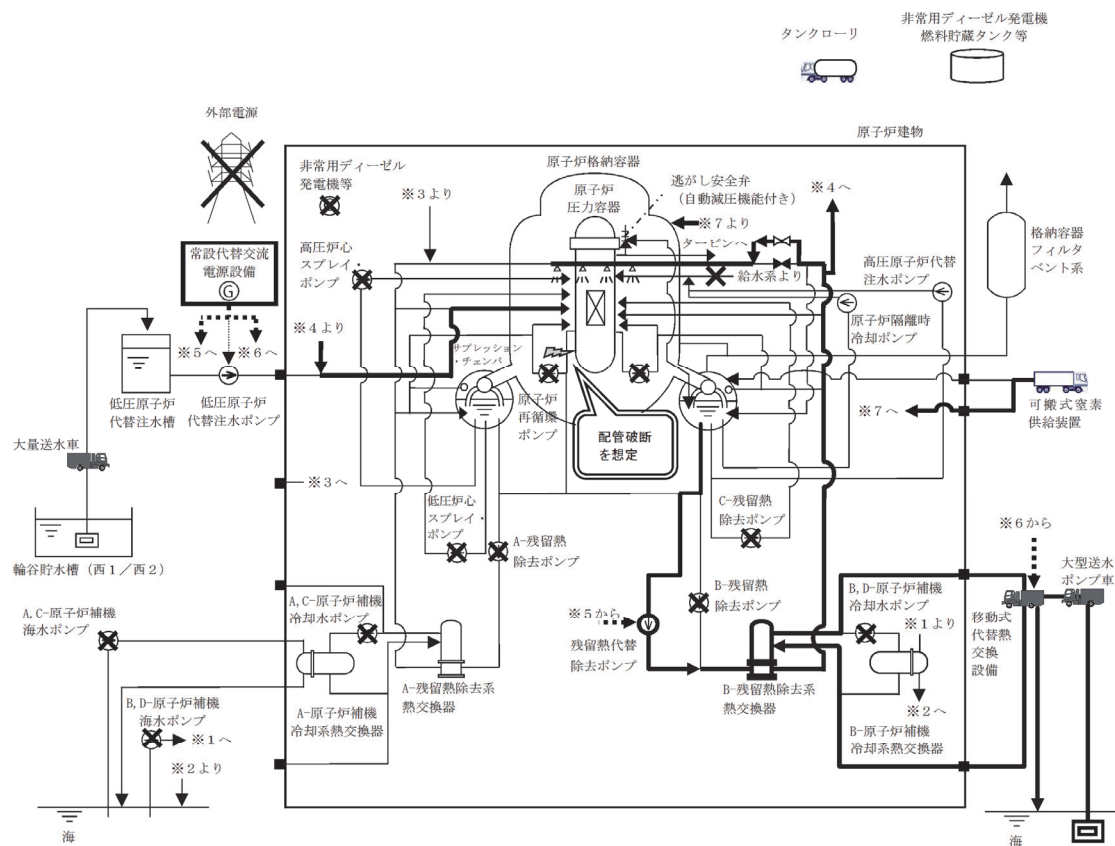 タンクローリ
非常用ディーゼル発電機
燃料貯蔵タンク等
外部電源
原子炉建物
非常用ディーゼル
発電機等
原子炉格納容器
原子炉
圧力容器
逃がし安全弁
(自動減圧機能付き)
※3より
※4へ
※7より
タービンへ
給水系より
格納容器
フィルタ
ベント系
常設代替交流
電源設備
G
高圧炉心
スプレイ・
ポンプ
高圧原子炉代替
注水ポンプ
原子炉隔離時
冷却ポンプ
※4より
※5へ
※6へ
サプレッション
・チェンバ
低圧原子炉
代替注水槽
低圧原子炉
代替注水ポンプ
原子炉
再循環
ポンプ
配管破断
を想定
※7へ
可搬式窒素
供給装置
大量送水車
※3へ
輪谷貯水槽(西1/西2)
低圧炉心
スプレイ・
ポンプ
A-残留熱
除去ポンプ
C-残留熱
除去ポンプ
※6から
大型送水
ポンプ車
A,C-原子炉補機
海水ポンプ
A,C-原子炉補機
冷却水ポンプ
B-残留熱
除去ポンプ
B,D-原子炉補機
冷却水ポンプ
※5から
残留熱代替
除去ポンプ
※1より
移動式
代替熱
交換
設備
A-残留熱除去系
熱交換器
B-残留熱除去系
熱交換器
※2へ
B,D-原子炉補機
海水ポンプ
※1へ
A-原子炉補機
冷却系熱交換器
B-原子炉補機
冷却系熱交換器
※2より
海
海